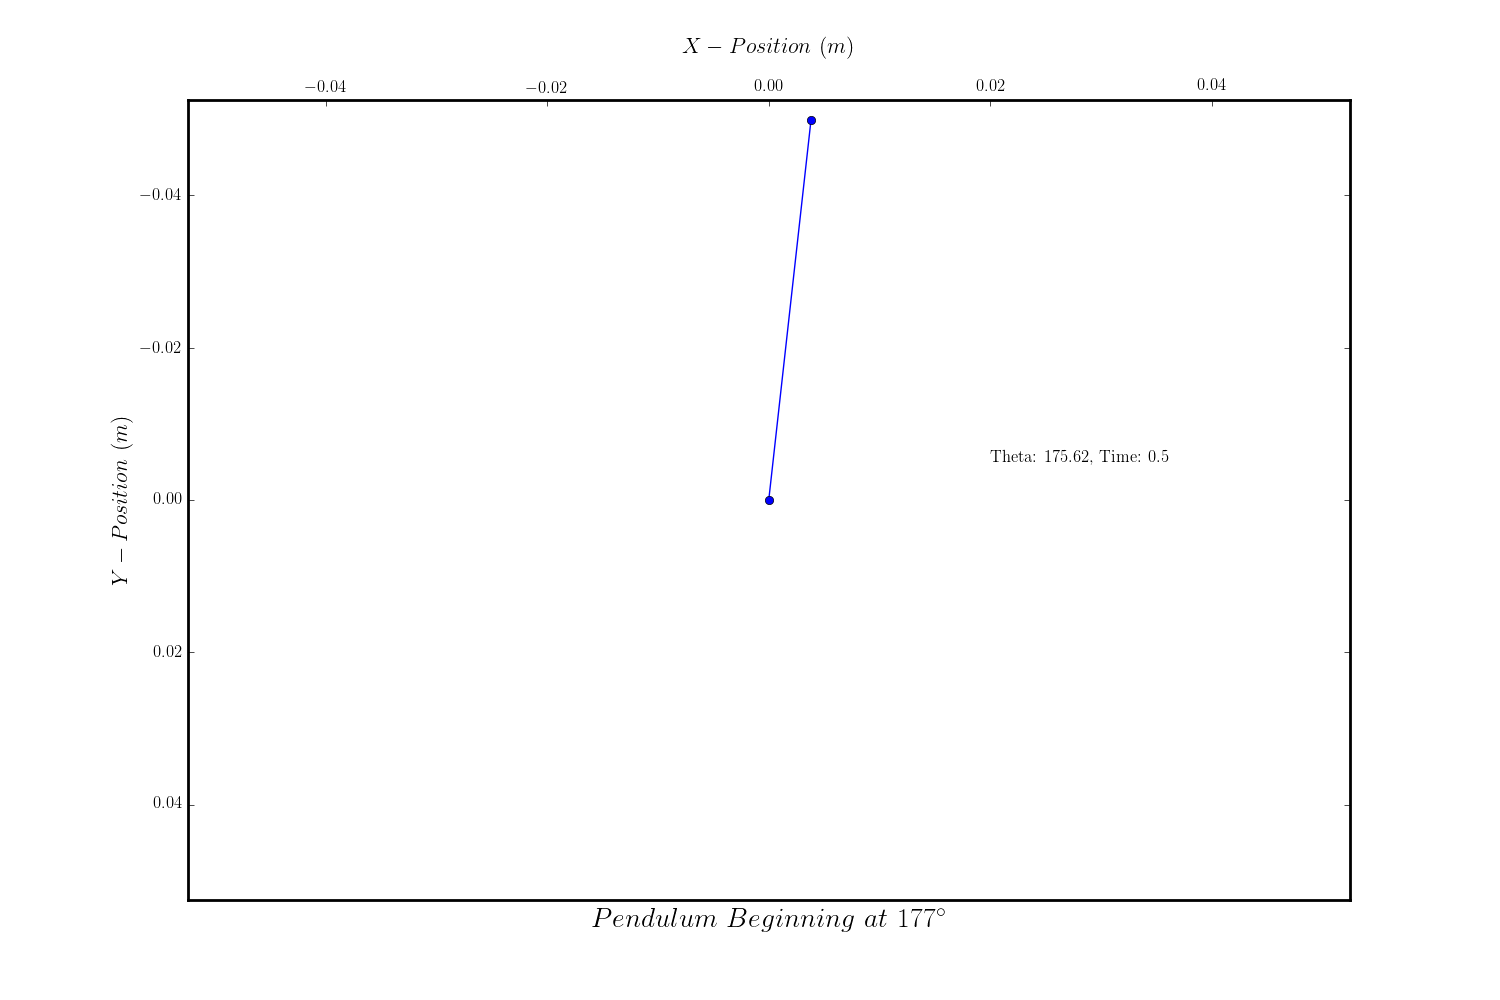 X − Position (m)
−0.04 −0.02 0.00 0.02 0.04
−0.04
−0.02
Y − Position (m)
Theta: 175.62, Time: 0.5
0.00
0.02
0.04
Pendulum Beginning at 177°